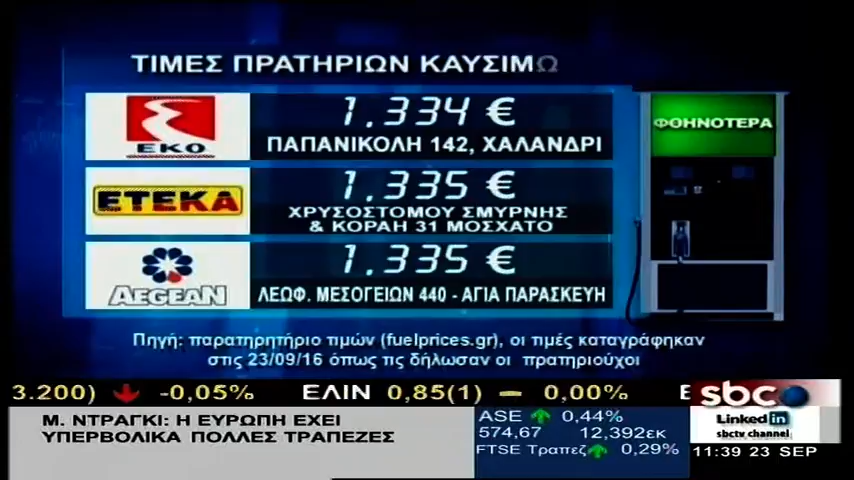 ΤΙΜΕΣ ΠΡΑΤΗΡΙΩΝ ΚΑΥΣΙΜΩ
EKO
1.334 €
ΠΑΠΑΝΙΚΟΛΗ 142, ΧΑΛΑΝΔΡΙ
ΦΘΗΝΟΤΕΡΑ
ETEKA
1.335 €
ΧΡΥΣΟΣΤΟΜΟΥ ΣΜΥΡΝΗΣ
& ΚΟΡΑΗ 31 ΜΟΣΧΑΤΟ
AEGEAN
1.335 €
ΛΕΩΦ. ΜΕΣΟΓΕΙΩΝ 440 - ΑΓΙΑ ΠΑΡΑΣΚΕΥΗ
Πηγή: παρατηρητήριο τιμών (fuelprices.gr), οι τιμές καταγράφηκαν
στις 23/09/16 όπως τις δήλωσαν οι πρατηριούχοι
3.200) -0,05% ΕΛΙΝ 0,85(1) 0,00% Ε
sbc
Μ. ΝΤΡΑΓΚΙ: Η ΕΥΡΩΠΗ ΕΧΕΙ
ΥΠΕΡΒΟΛΙΚΑ ΠΟΛΛΕΣ ΤΡΑΠΕΖΕΣ
ASE 0,44%
574,67 12,392εκ
FTSE Τραπεζ 0,29%
Linked in
sbctv channel
11:39 23 SEP